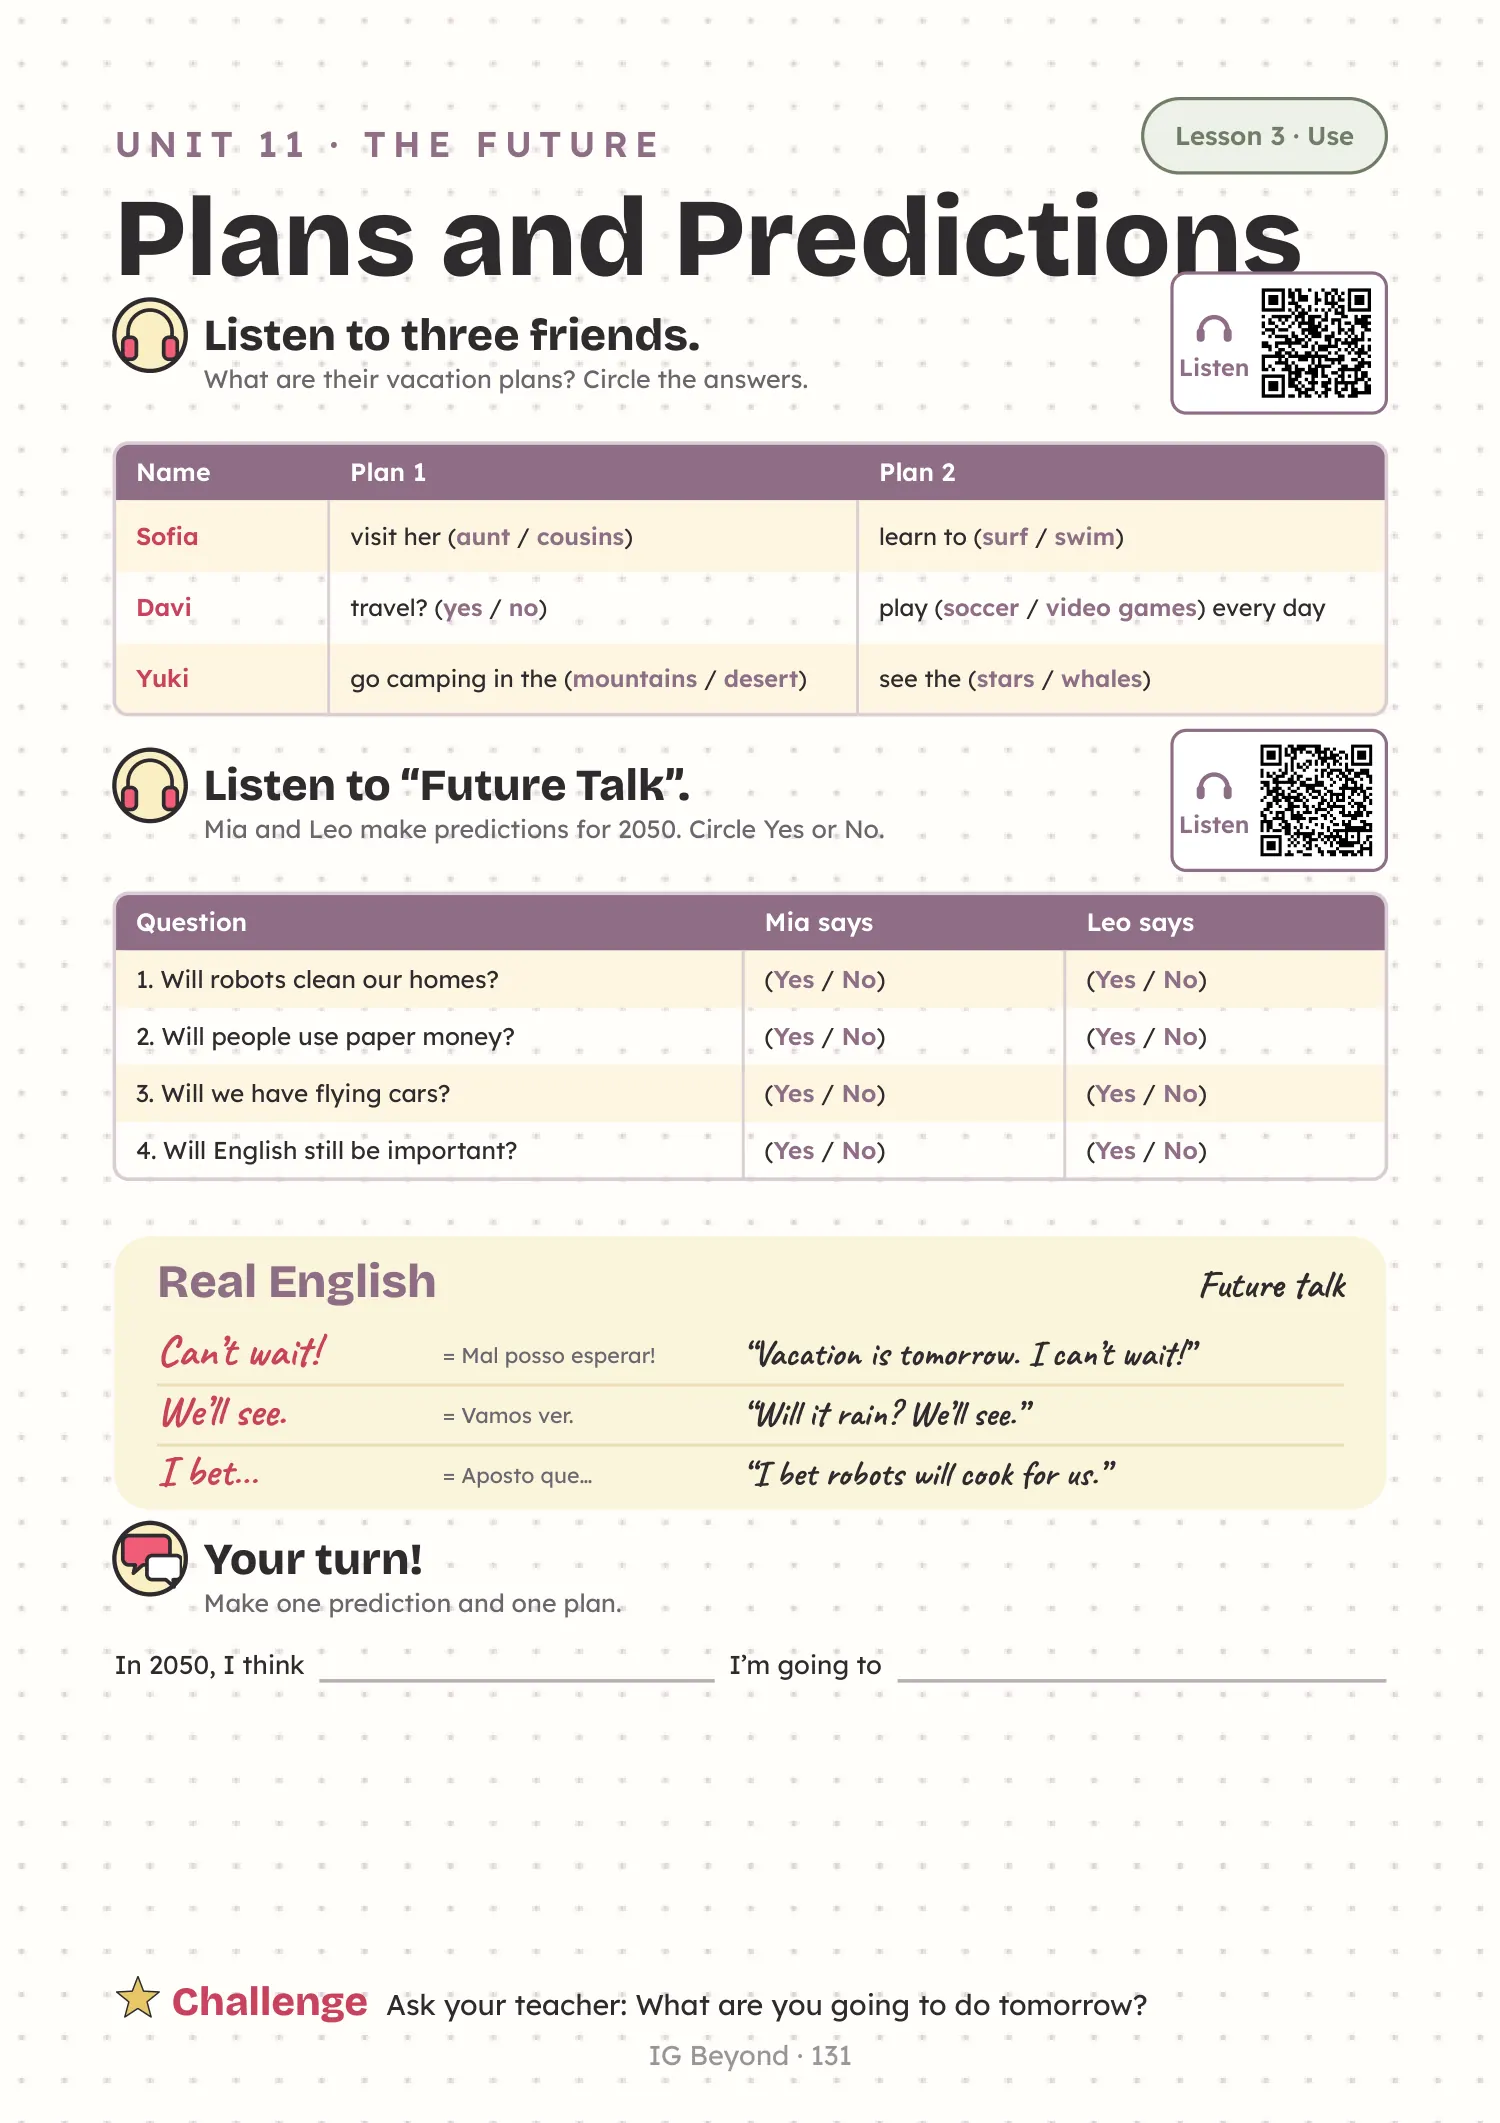 UNIT 11 · THE FUTURE
Lesson 3 · Use
Plans and Predictions
Listen to three friends.
What are their vacation plans? Circle the answers.
Listen
Name Plan 1 Plan 2
Sofia visit her (aunt / cousins) learn to (surf / swim)
Davi travel? (yes / no) play (soccer / video games) every day
Yuki go camping in the (mountains / desert) see the (stars / whales)
Listen to “Future Talk”.
Mia and Leo make predictions for 2050. Circle Yes or No.
Listen
Question Mia says Leo says
1. Will robots clean our homes? (Yes / No) (Yes / No)
2. Will people use paper money? (Yes / No) (Yes / No)
3. Will we have flying cars? (Yes / No) (Yes / No)
4. Will English still be important? (Yes / No) (Yes / No)
Real English Future talk
Can’t wait! = Mal posso esperar! “Vacation is tomorrow. I can’t wait!”
We’ll see. = Vamos ver. “Will it rain? We’ll see.”
I bet... = Aposto que... “I bet robots will cook for us.”
Your turn!
Make one prediction and one plan.
In 2050, I think I’m going to
Challenge Ask your teacher: What are you going to do tomorrow?
IG Beyond · 131